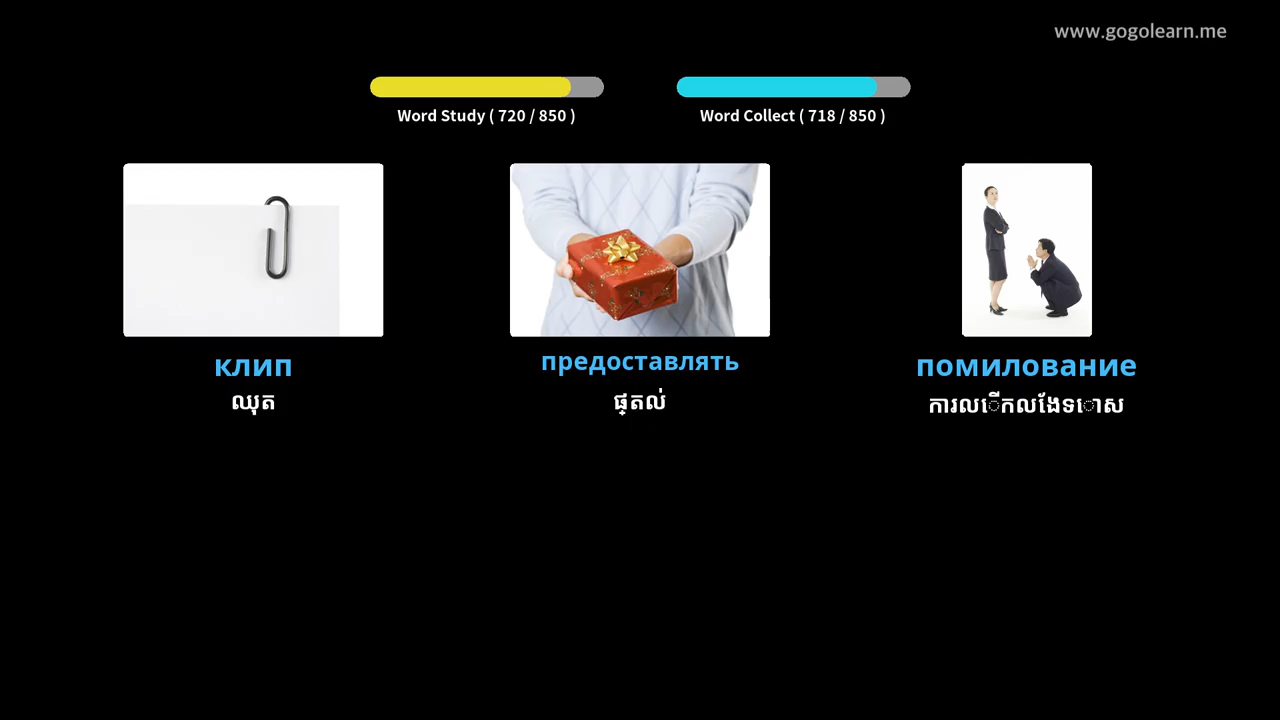 www.gogolearn.me
Word Study ( 720 / 850 )
Word Collect ( 718 / 850 )
клип
предоставлять
помилование
ឈុត
ផ្តល់
ការលើកលែងទោស